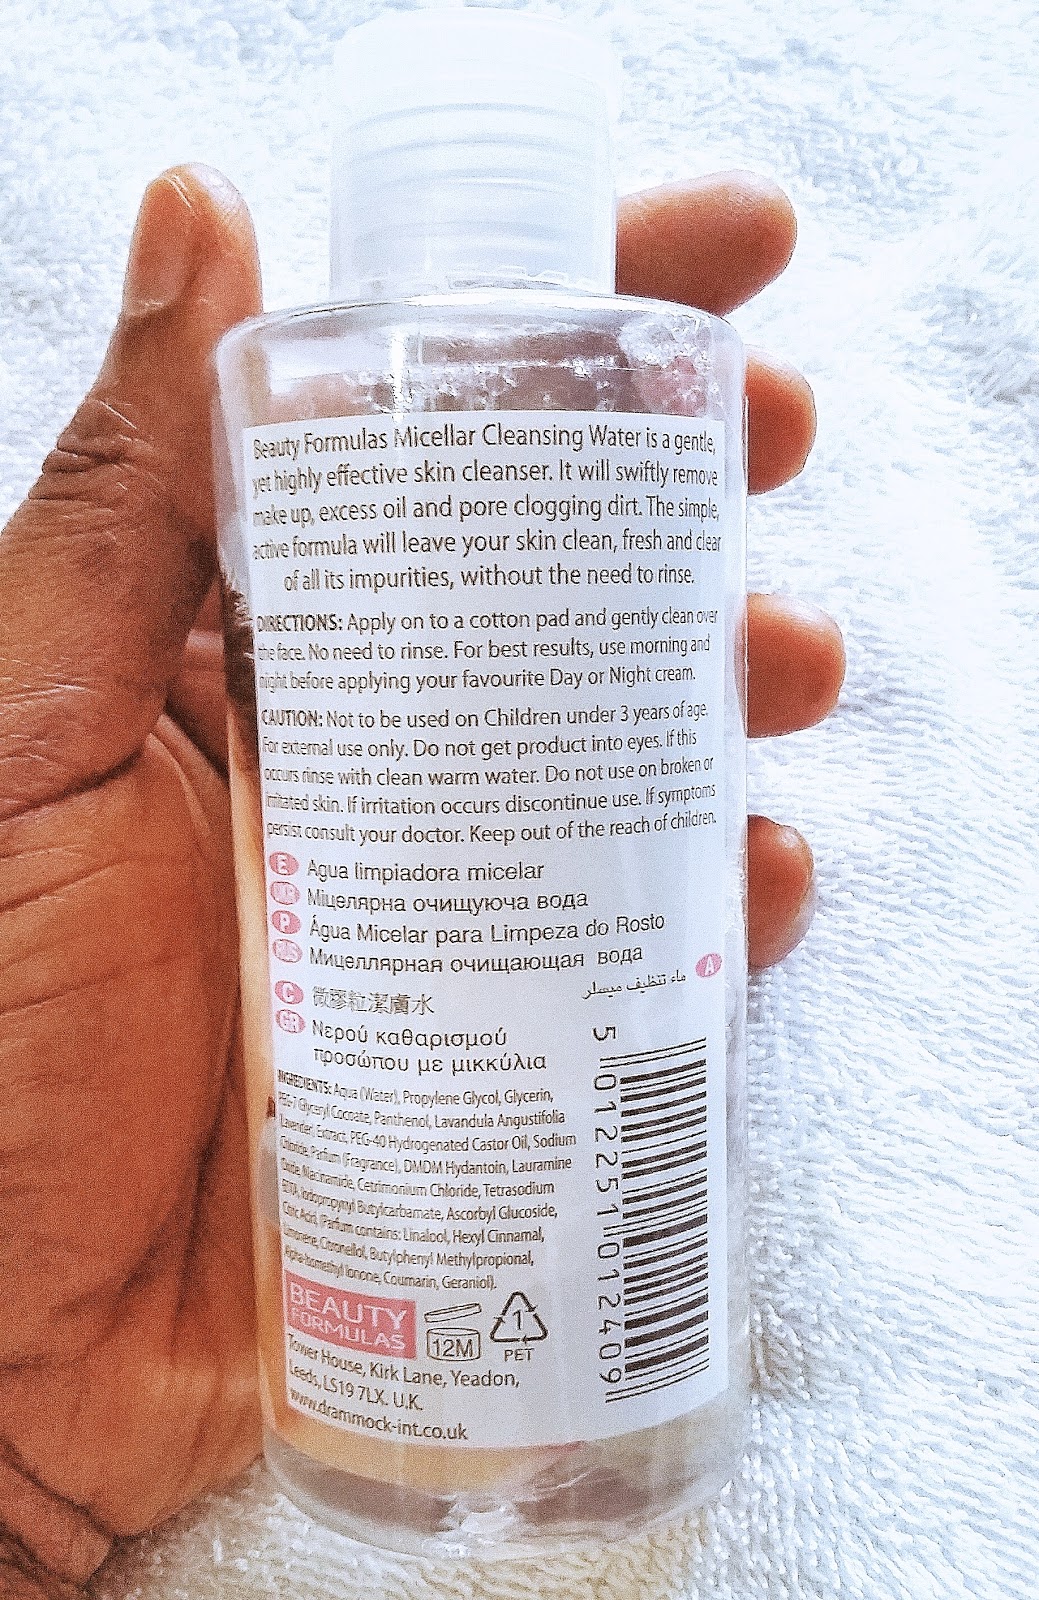 Beauty Formulas Micellar Cleansing Water is a gentle,
yet highly effective skin cleanser. It will swiftly remove
make up, excess oil and pore clogging dirt. The simple,
active formula will leave your skin clean, fresh and clear
of all its impurities, without the need to rinse.
DIRECTIONS: Apply on to a cotton pad and gently clean over
the face. No need to rinse. For best results, use morning and
night before applying your favourite Day or Night cream.
CAUTION: Not to be used on Children under 3 years of age.
For external use only. Do not get product into eyes. If this
occurs rinse with clean warm water. Do not use on broken or
irritated skin. If irritation occurs discontinue use. If symptoms
persist consult your doctor. Keep out of the reach of children.
E Agua limpiadora micelar
UKR Міцелярна очищуюча вода
P Água Micelar para Limpeza do Rosto
RUS Мицеллярная очищающая вода
A ماء تنظيف ميسلر
C 微膠粒潔膚水
GR Νερού καθαρισμού
προσώπου με μικκύλια
INGREDIENTS: Aqua (Water), Propylene Glycol, Glycerin,
PEG-7 Glyceryl Cocoate, Panthenol, Lavandula Angustifolia
(Lavender) Extract, PEG-40 Hydrogenated Castor Oil, Sodium
Chloride, Parfum (Fragrance), DMDM Hydantoin, Lauramine
Oxide, Niacinamide, Cetrimonium Chloride, Tetrasodium
EDTA, Iodopropynyl Butylcarbamate, Ascorbyl Glucoside,
Citric Acid, (Parfum contains: Linalool, Hexyl Cinnamal,
Limonene, Citronellol, Butylphenyl Methylpropional,
Alpha-Isomethyl Ionone, Coumarin, Geraniol).
BEAUTY
FORMULAS
12M
1
PET
Tower House, Kirk Lane, Yeadon,
Leeds, LS19 7LX. U.K.
www.drammock-int.co.uk
5 012251 012409